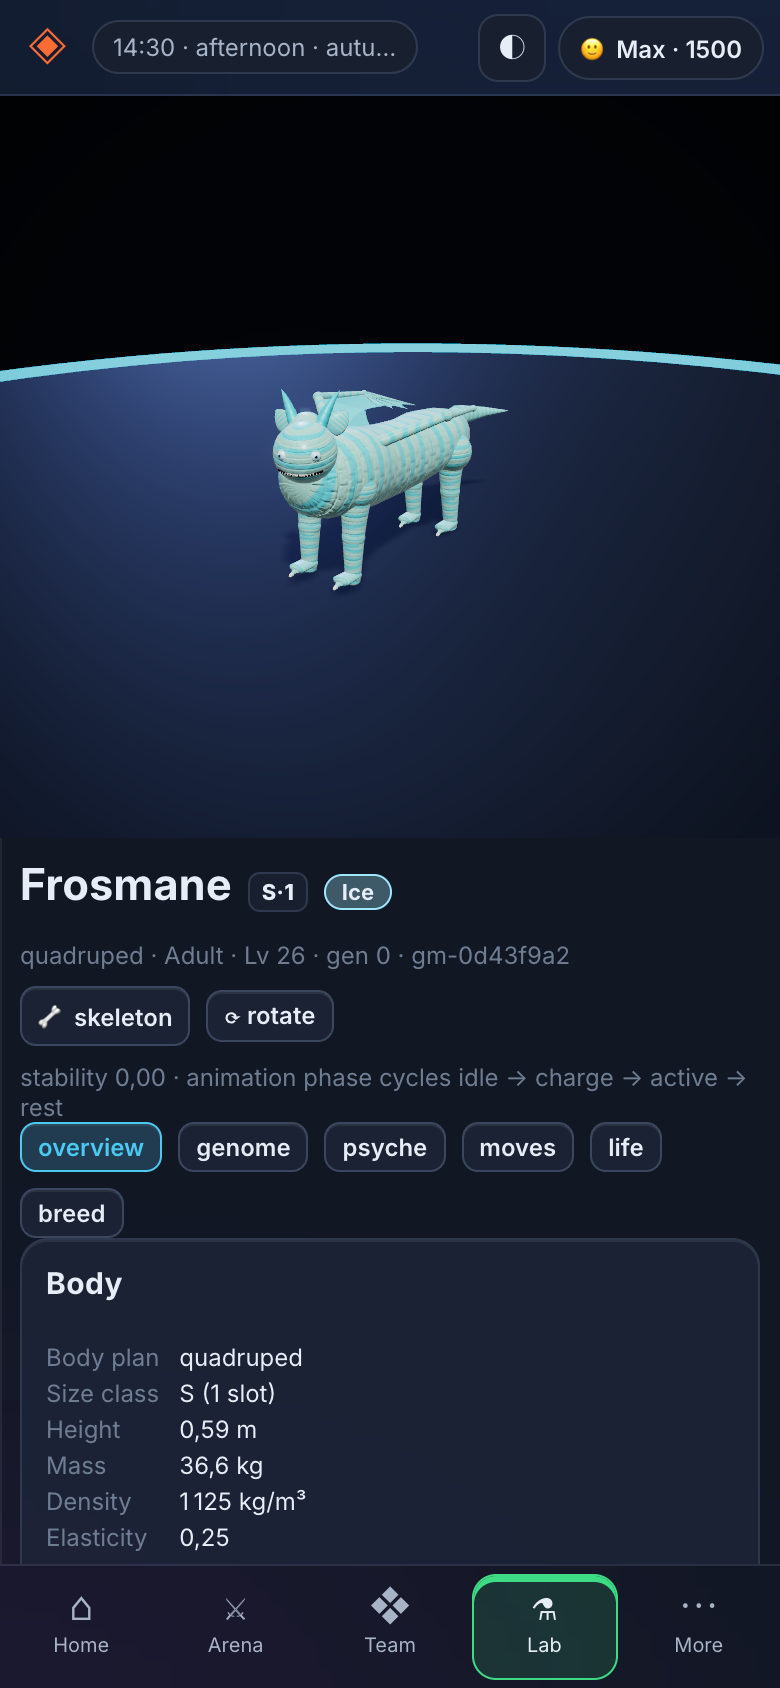 14:30 · afternoon · autu...
Max · 1500
Frosmane S·1 Ice
quadruped · Adult · Lv 26 · gen 0 · gm-0d43f9a2
skeleton
rotate
stability 0,00 · animation phase cycles idle → charge → active →
rest
overview genome psyche moves life
breed
Body
Body plan quadruped
Size class S (1 slot)
Height 0,59 m
Mass 36,6 kg
Density 1 125 kg/m³
Elasticity 0,25
Home Arena Team Lab More